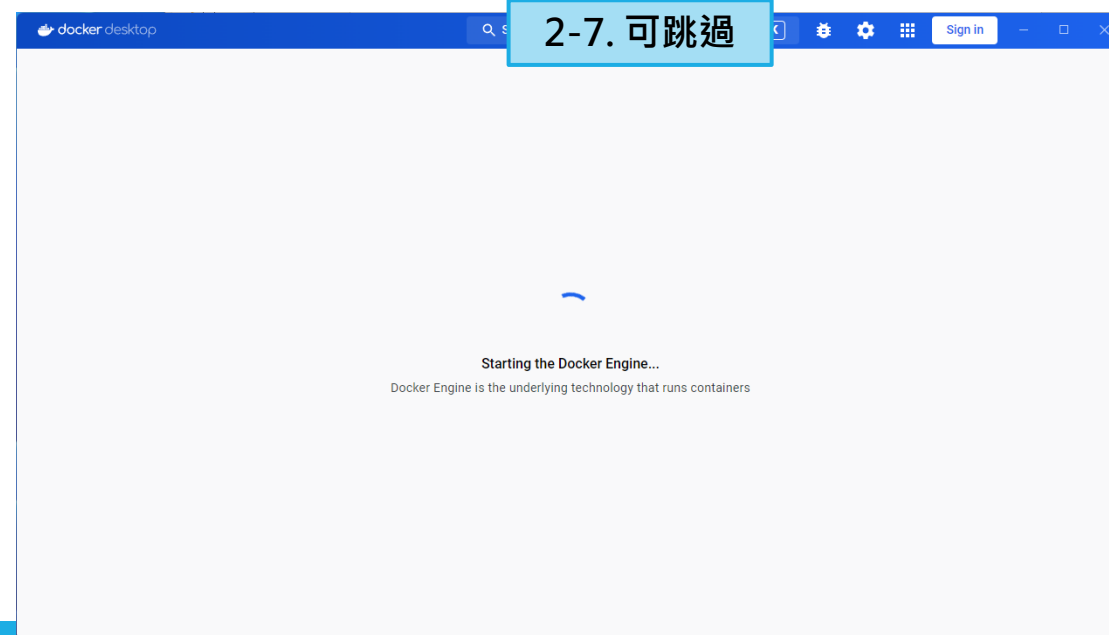 docker desktop
2-7. 可跳過
Sign in
Starting the Docker Engine...
Docker Engine is the underlying technology that runs containers